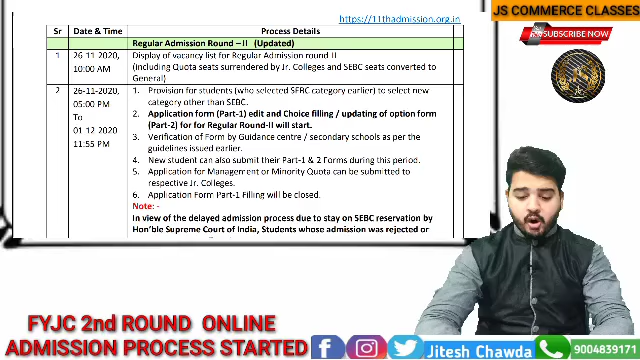 JS COMMERCE CLASSES
https://11thadmission.org.in
SUBSCRIBE NOW
Sr Date & Time Process Details
Regular Admission Round – II (Updated)
1 26-11-2020, 10:00 AM Display of vacancy list for Regular Admission round II
(including Quota seats surrendered by Jr. Colleges and SEBC seats converted to
General)
2 26-11-2020, 05:00 PM To 01-12-2020 11:55 PM
1. Provision for students (who selected SEBC category earlier) to select new
category other than SEBC.
2. Application form (Part-1) edit and Choice filling / updating of option form
(Part-2) for for Regular Round-II will start.
3. Verification of Form by Guidance centre / secondary schools as per the
guidelines issued earlier.
4. New student can also submit their Part-1 & 2 Forms during this period.
5. Application for Management or Minority Quota can be submitted to
respective Jr. Colleges.
6. Application Form Part-1 Filling will be closed.
Note: -
In view of the delayed admission process due to stay on SEBC reservation by
Hon'ble Supreme Court of India, Students whose admission was rejected or
FYJC 2nd ROUND ONLINE
ADMISSION PROCESS STARTED
Jitesh Chawda
9004839171